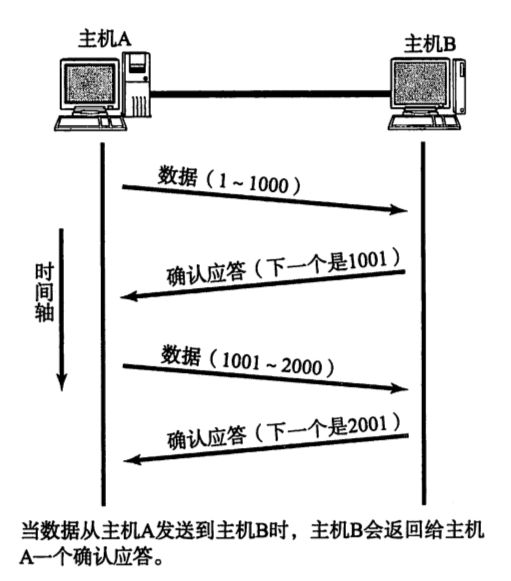 主机A
主机B
数据（1～1000）
确认应答（下一个是1001）
时间轴
数据（1001～2000）
确认应答（下一个是2001）
当数据从主机A发送到主机B时，主机B会返回给主机
A一个确认应答。